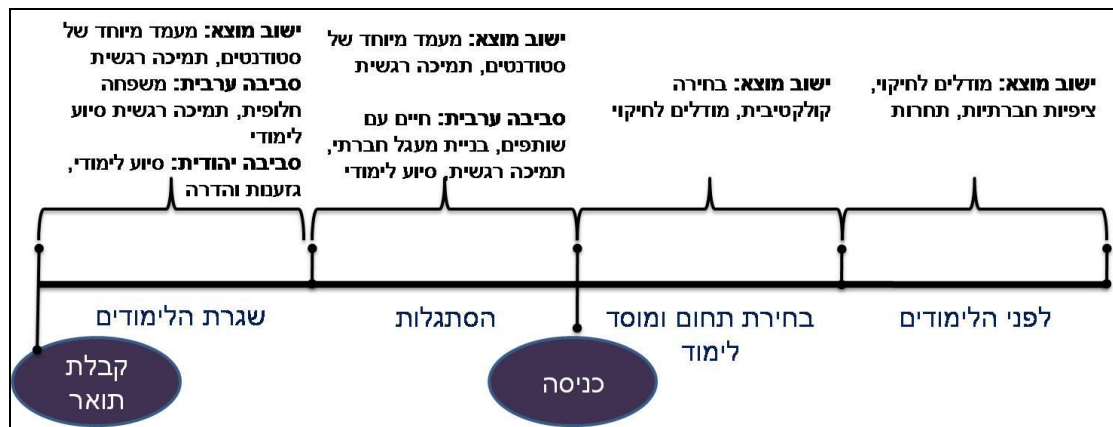 ישוב מוצא: מודלים לחיקוי,
ציפיות חברתיות, תחרות
ישוב מוצא: בחירה
קולקטיבית, מודלים לחיקוי
ישוב מוצא: מעמד מיוחד של
סטודנטים, תמיכה רגשית
סביבה ערבית: חיים עם
שותפים, בניית מעגל חברתי,
תמיכה רגשית, סיוע לימודי
ישוב מוצא: מעמד מיוחד של
סטודנטים, תמיכה רגשית
סביבה ערבית: משפחה
חלופית, תמיכה רגשית סיוע
לימודי
סביבה יהודית: סיוע לימודי,
גזענות והדרה
לפני הלימודים
בחירת תחום ומוסד
לימוד
הסתגלות
שגרת הלימודים
כניסה
קבלת
תואר